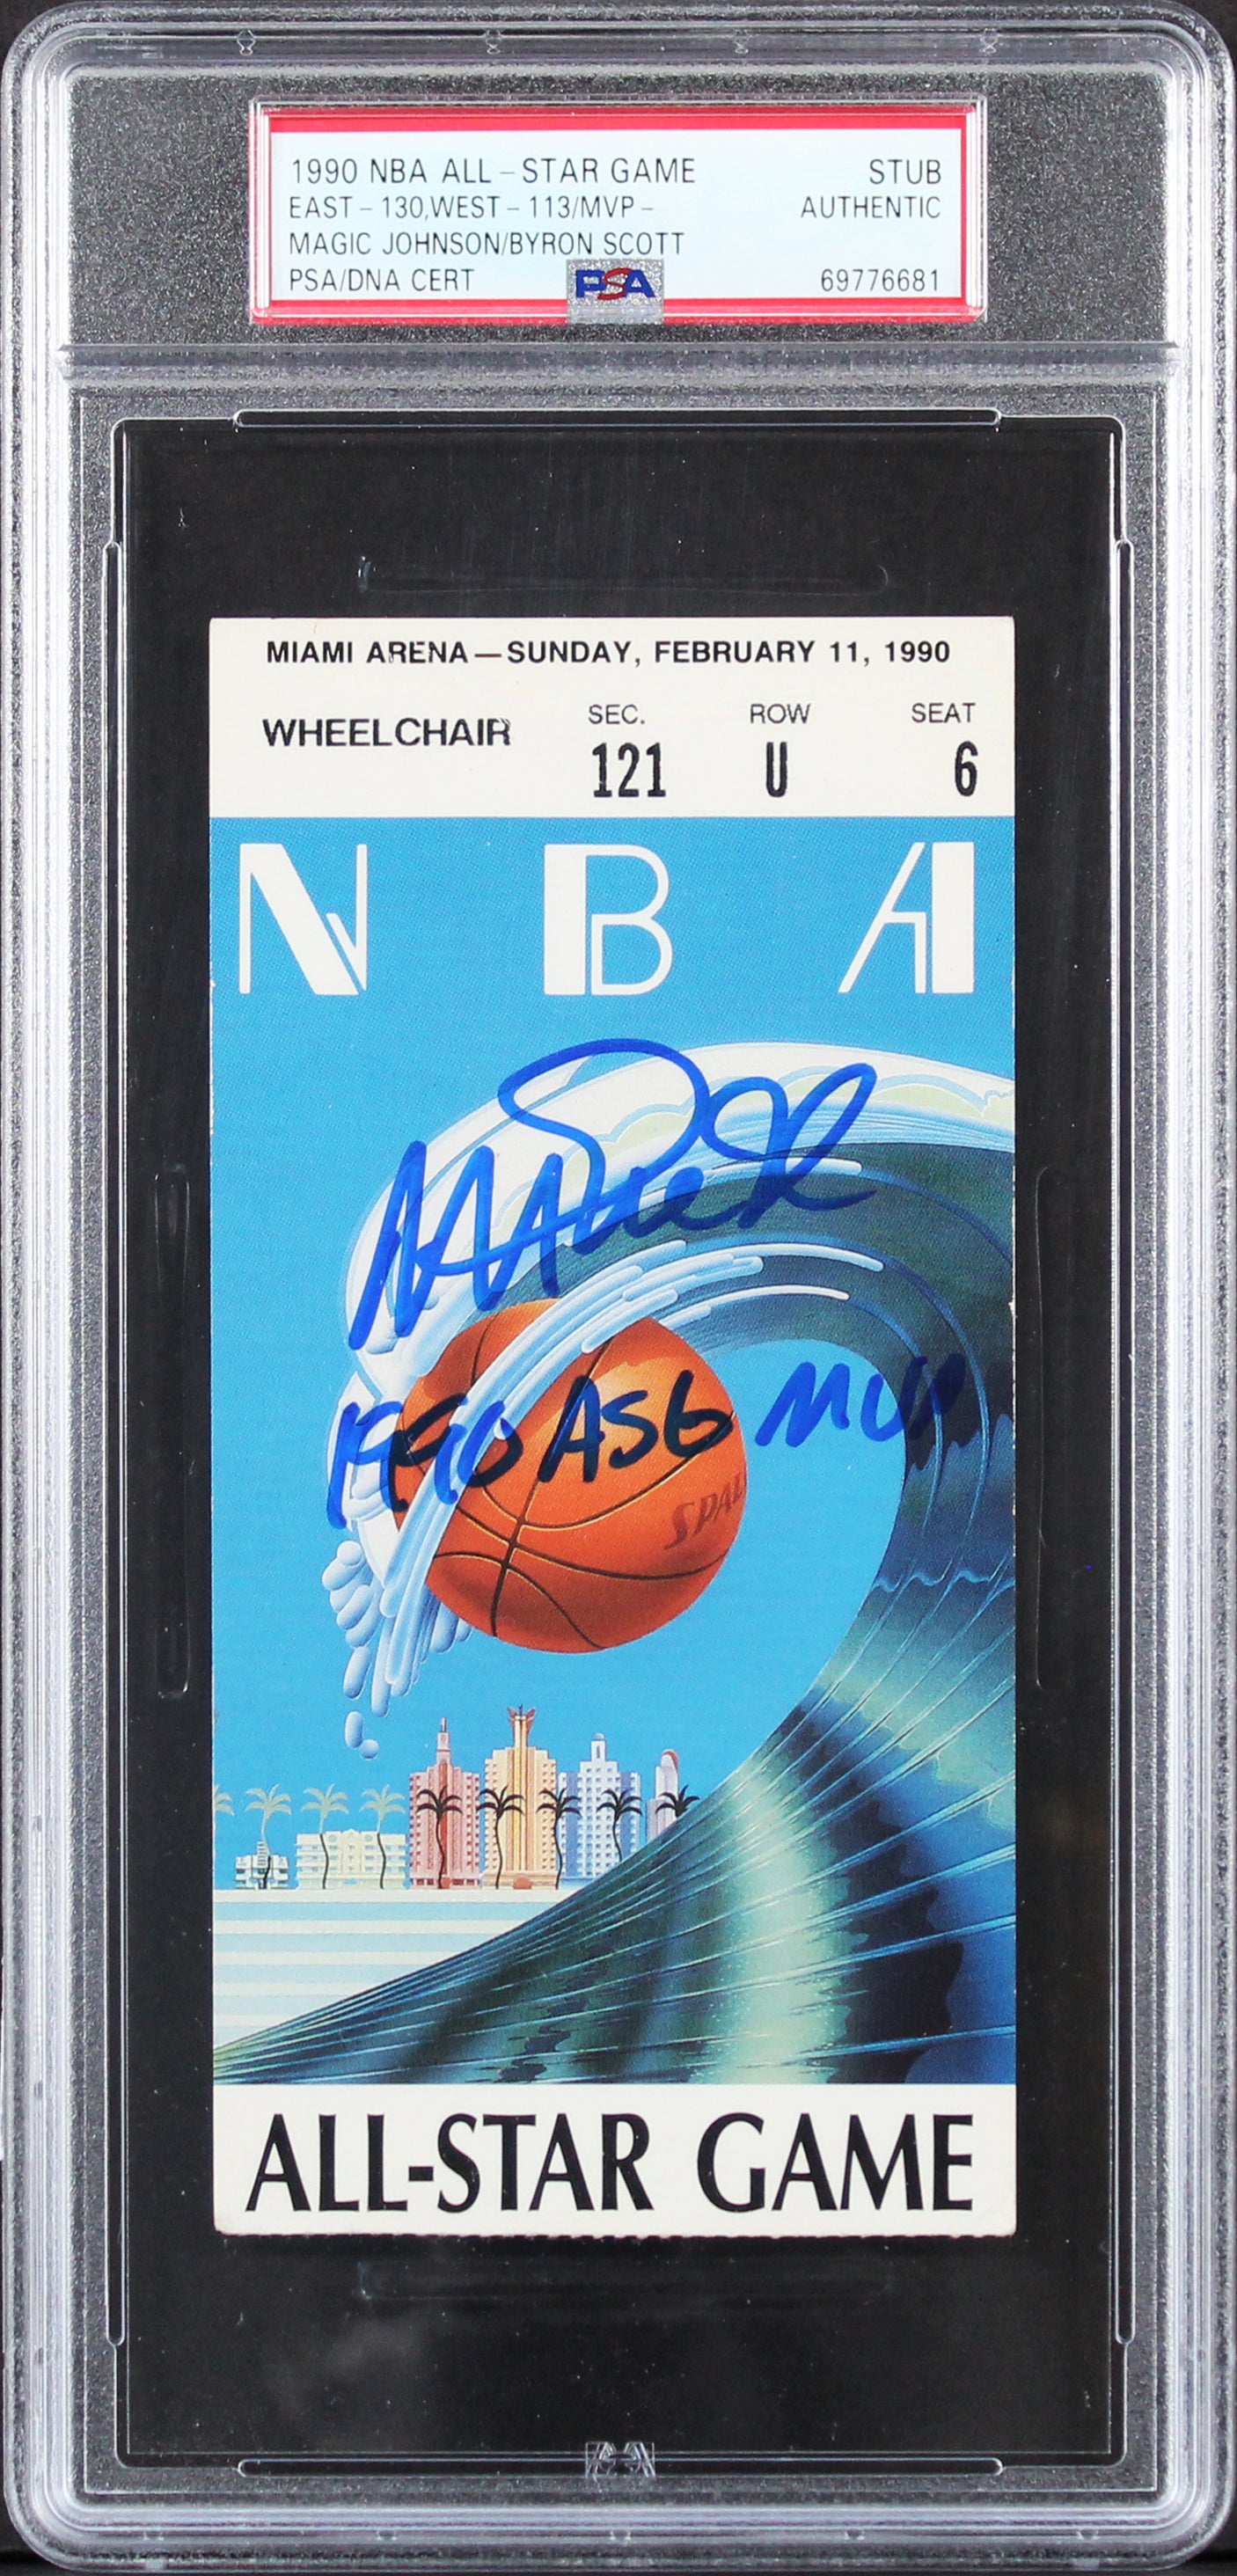 1990 NBA ALL-STAR GAME STUB
EAST-130,WEST-113/MVP- AUTHENTIC
MAGIC JOHNSON/BYRON SCOTT
PSA/DNA CERT PSA 69776681
MIAMI ARENA—SUNDAY, FEBRUARY 11, 1990
WHEELCHAIR SEC. 121 ROW U SEAT 6
NBA
1990 ASG MVP
SPAL
ALL-STAR GAME